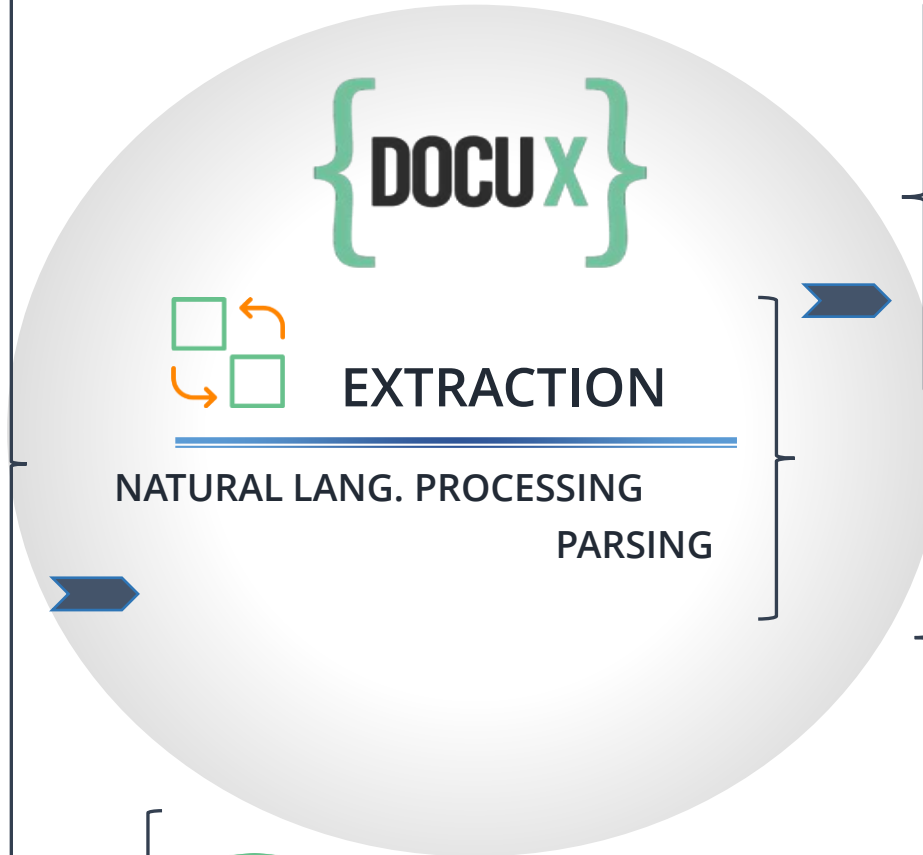 {DOCUX}
EXTRACTION
NATURAL LANG. PROCESSING
PARSING